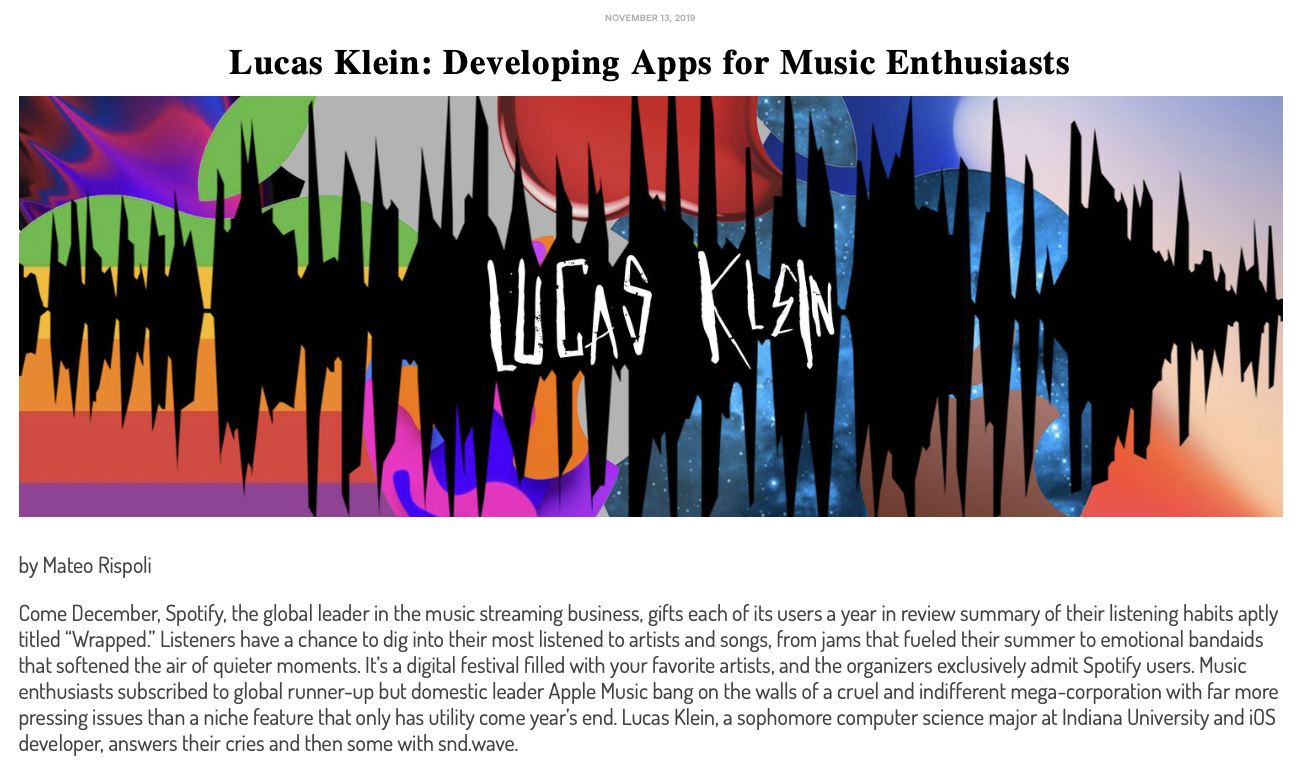 NOVEMBER 13, 2019
Lucas Klein: Developing Apps for Music Enthusiasts
LUCAS KLEIN
by Mateo Rispoli
Come December, Spotify, the global leader in the music streaming business, gifts each of its users a year in review summary of their listening habits aptly
titled “Wrapped.” Listeners have a chance to dig into their most listened to artists and songs, from jams that fueled their summer to emotional bandaids
that softened the air of quieter moments. It’s a digital festival filled with your favorite artists, and the organizers exclusively admit Spotify users. Music
enthusiasts subscribed to global runner-up but domestic leader Apple Music bang on the walls of a cruel and indifferent mega-corporation with far more
pressing issues than a niche feature that only has utility come year’s end. Lucas Klein, a sophomore computer science major at Indiana University and iOS
developer, answers their cries and then some with snd.wave.